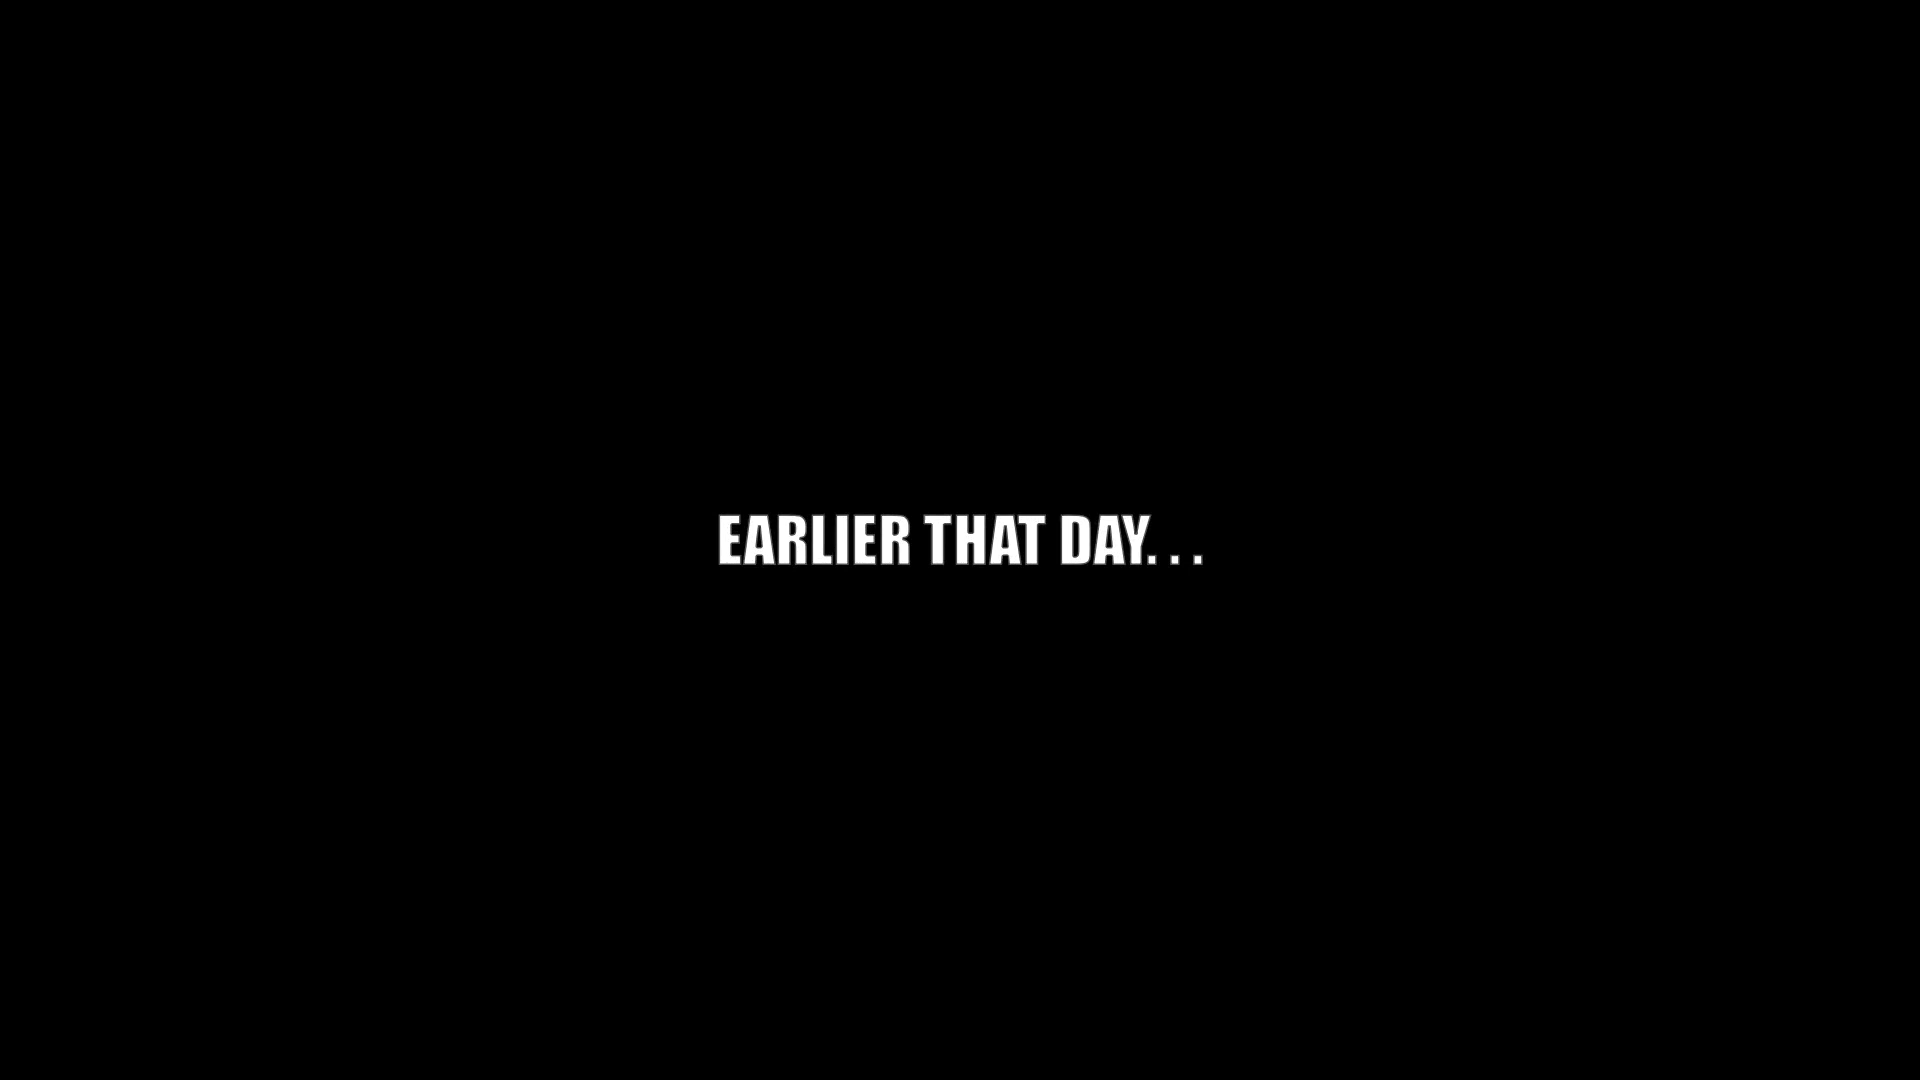 EARLIER THAT DAY. . .